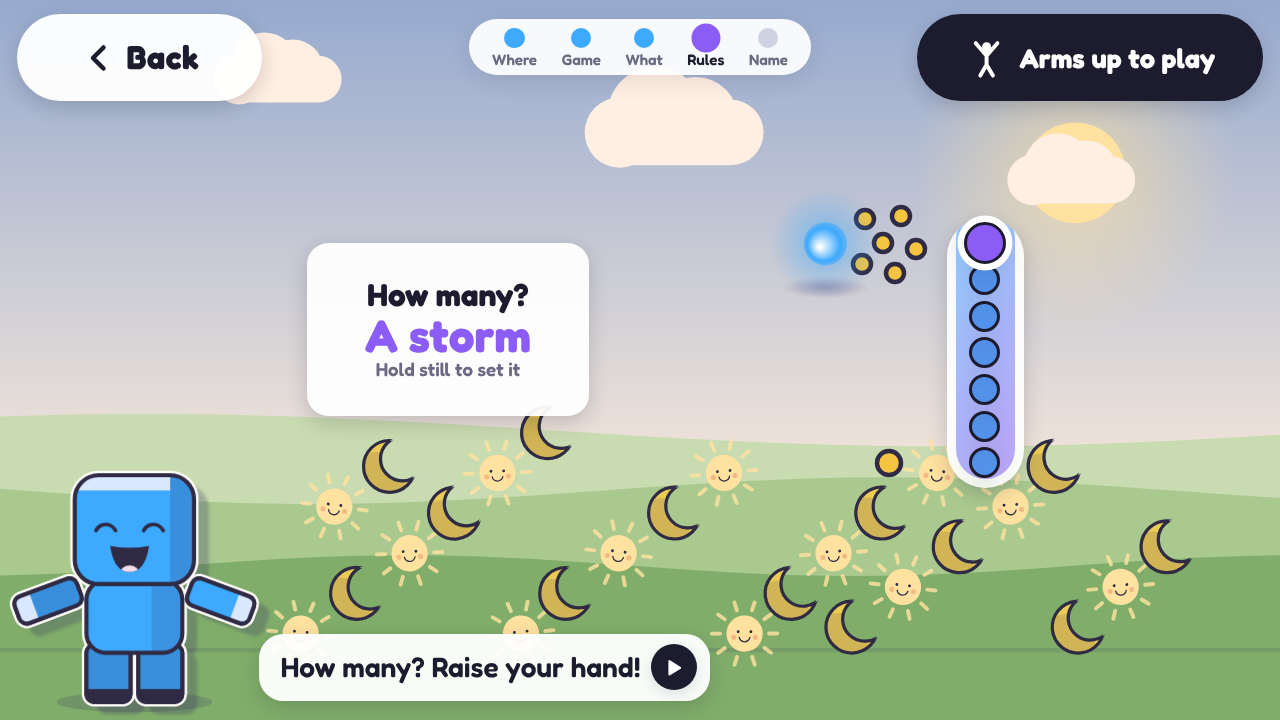 Back
Where
Game
What
Rules
Name
Arms up to play
How many?
A storm
Hold still to set it
How many? Raise your hand!